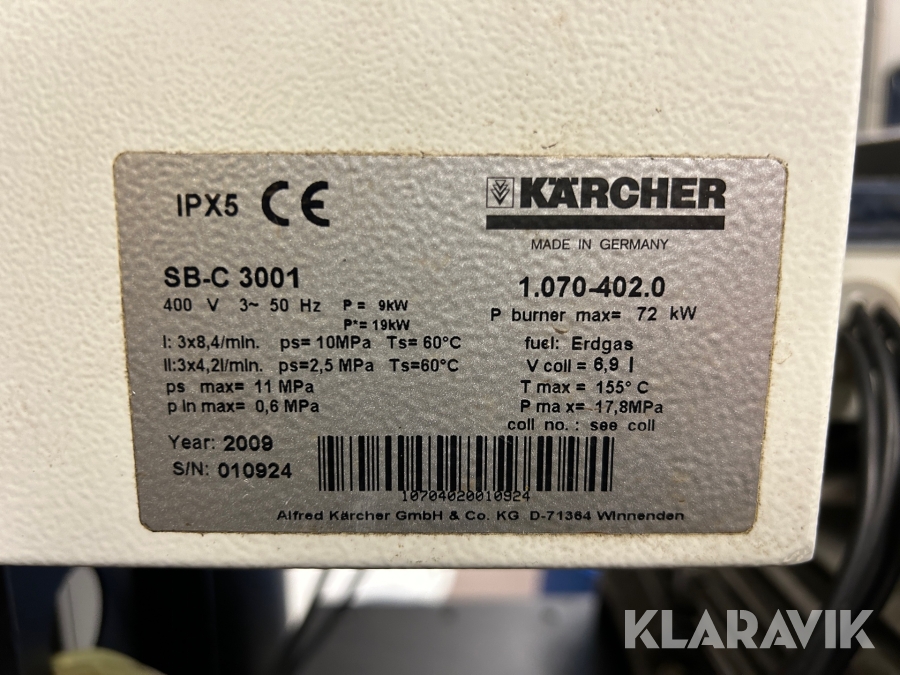 IPX5 CE
KÄRCHER
MADE IN GERMANY
SB-C 3001
400 V 3~ 50 Hz P = 9kW
P*= 19kW
I: 3x8,4/min. ps= 10MPa Ts= 60°C
II:3x4,2l/min. ps=2,5 MPa Ts=60°C
ps max= 11 MPa
p in max= 0,6 MPa
1.070-402.0
P burner max= 72 kW
fuel: Erdgas
V coil = 6,9 l
T max = 155° C
P max= 17,8MPa
coil no. : see coil
Year: 2009
S/N: 010924
10704020010924
Alfred Kärcher GmbH & Co. KG D-71364 Winnenden
KLARAVIK